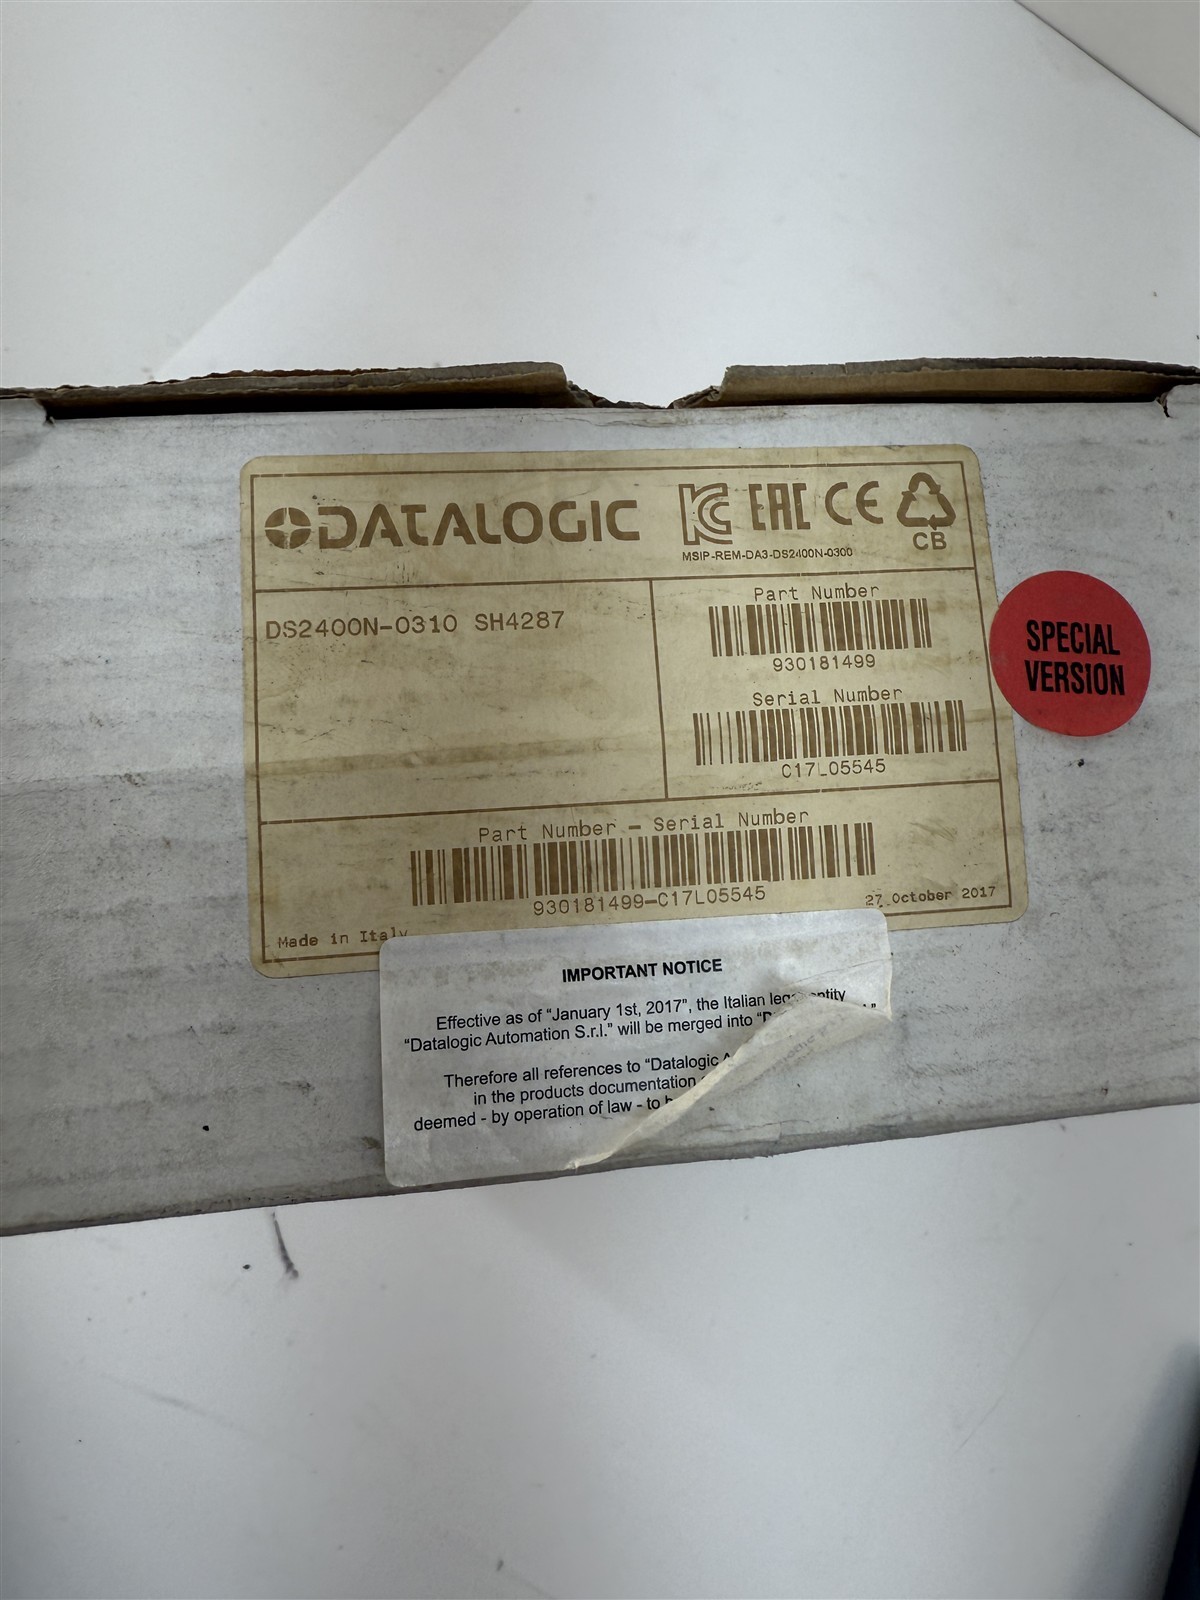 DATALOGIC
EAC CE
CB
MSIP-REM-DA3-DS2400N-0300
DS2400N-0310 SH4287
Part Number
930181499
Serial Number
C17L05545
SPECIAL
VERSION
Part Number - Serial Number
930181499-C17L05545
27 October 2017
Made in Italy
IMPORTANT NOTICE
Effective as of "January 1st, 2017", the Italian legal entity
"Datalogic Automation S.r.l." will be merged into
Therefore all references to "Datalogic
in the products documentation
deemed - by operation of law - to